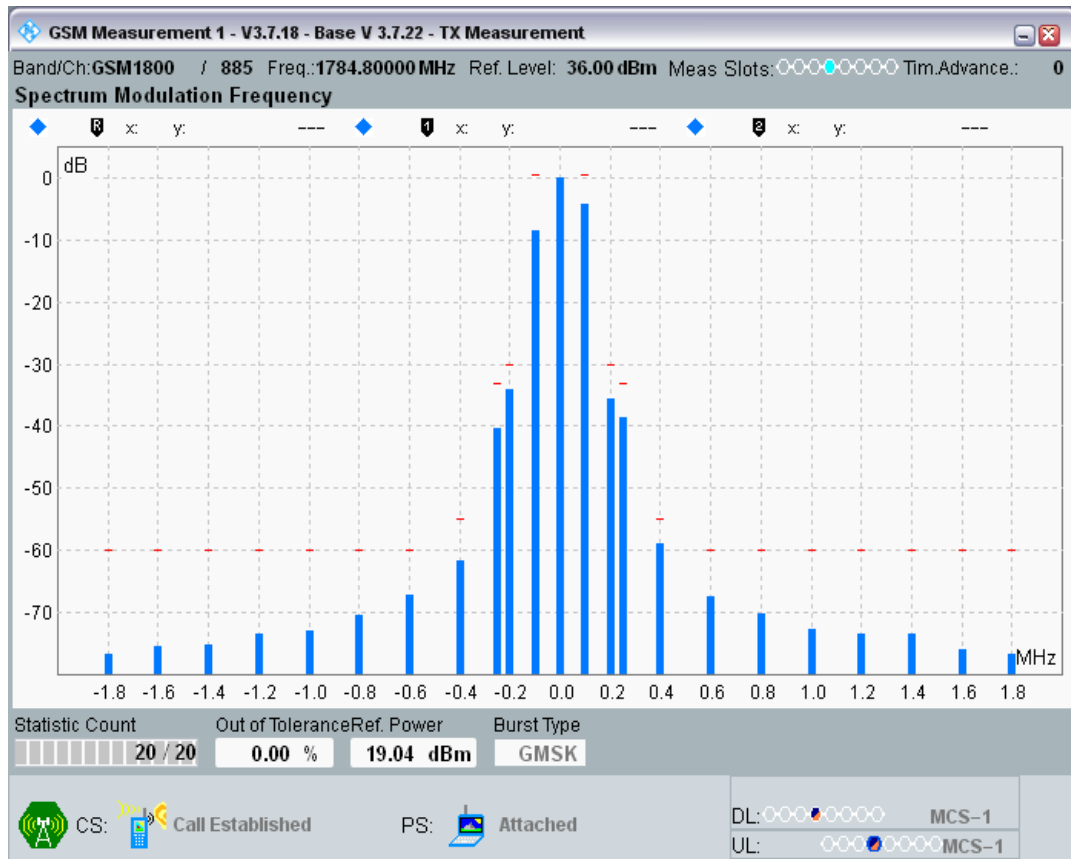 GSM Measurement 1 - V3.7.18 - Base V 3.7.22 - TX Measurement
Band/Ch:GSM1800 / 885 Freq.:1784.80000 MHz Ref. Level: 36.00 dBm Meas Slots: Tim.Advance.: 0
Spectrum Modulation Frequency
R x: y: --- 1 x: y: --- 2 x: y: ---
dB
0
-10
-20
-30
-40
-50
-60
-70
MHz
-1.8 -1.6 -1.4 -1.2 -1.0 -0.8 -0.6 -0.4 -0.2 0.0 0.2 0.4 0.6 0.8 1.0 1.2 1.4 1.6 1.8
Statistic Count Out of Tolerance Ref. Power Burst Type
20 / 20 0.00 % 19.04 dBm GMSK
CS: Call Established PS: Attached DL: MCS-1
UL: MCS-1